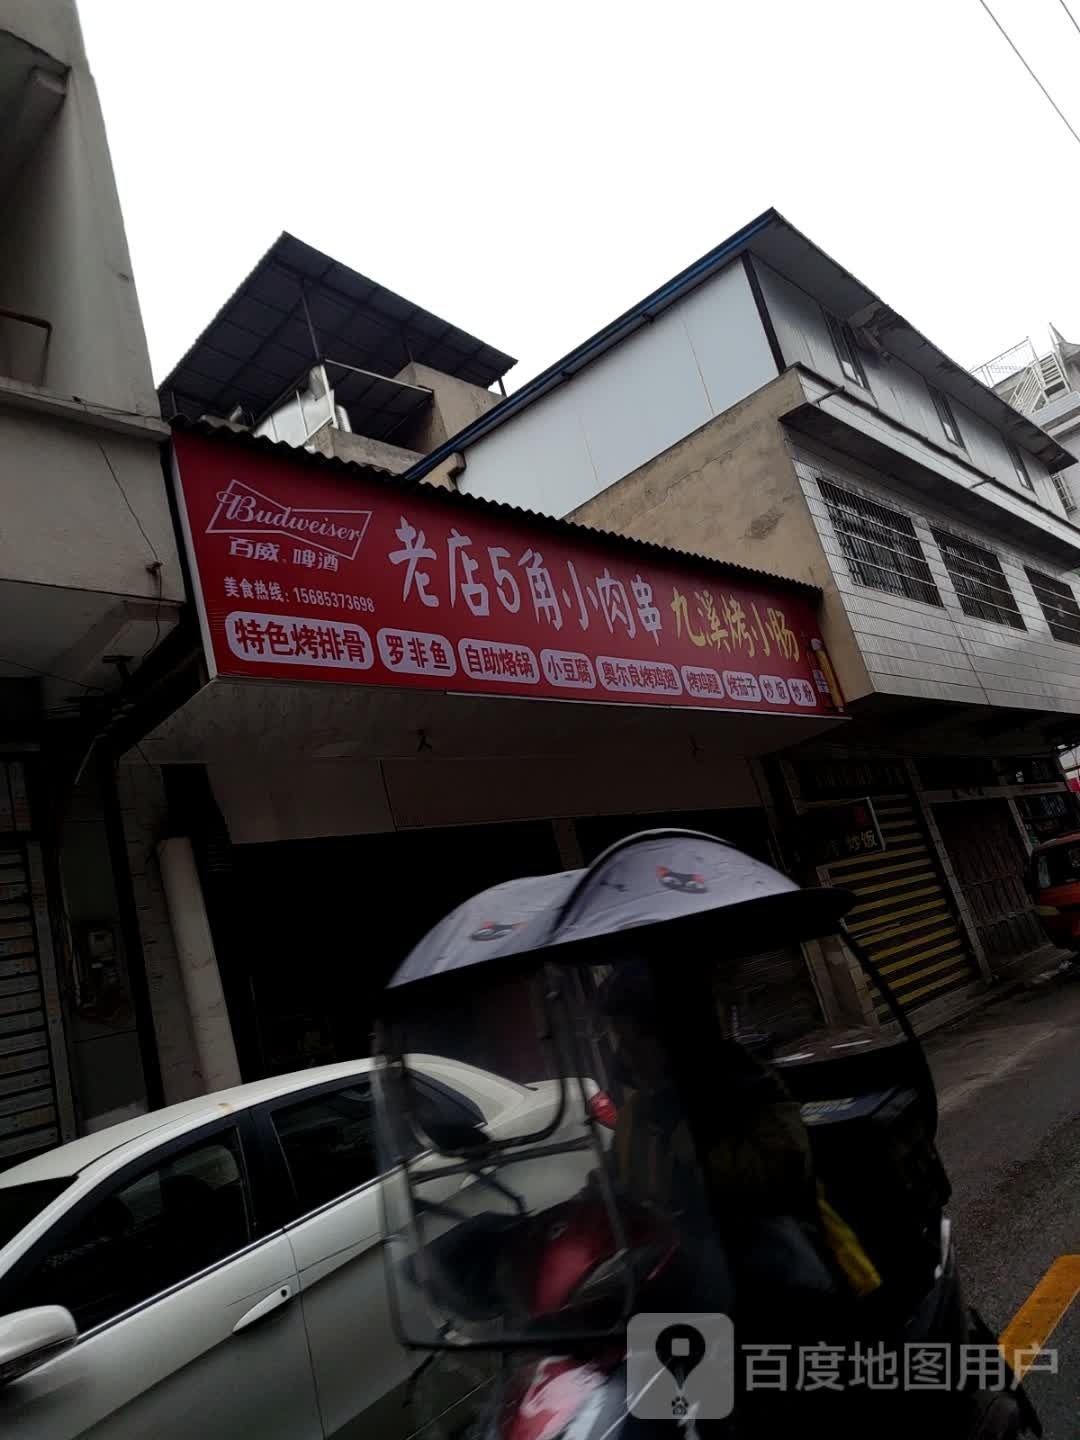 Budweiser
百威 啤酒
美食热线：15685373698
老店5角小肉串 九溪烤小肠
特色烤排骨 罗非鱼 自助烙锅 小豆腐 奥尔良烤鸡翅 烤鸡腿 烤茄子 炒饭 炒粉
炒饭
百度地图用户